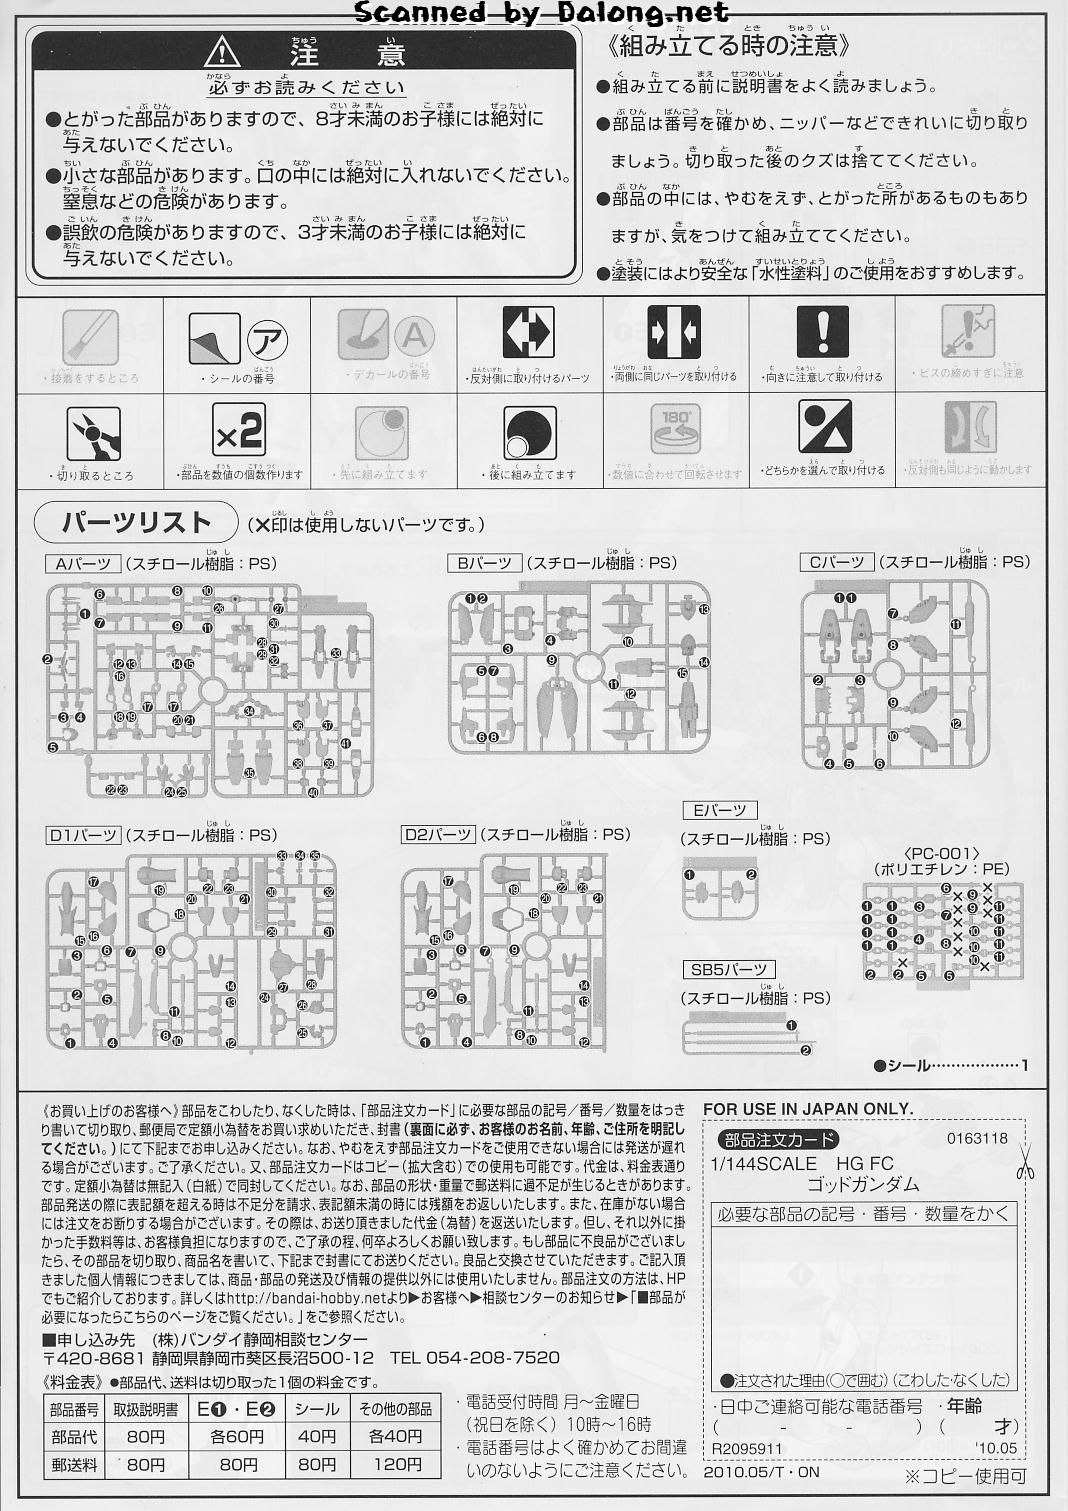 Scanned by Dalong.net
注意
必ずお読みください
●とがった部品がありますので、8才未満のお子様には絶対に
与えないでください。
●小さな部品があります。口の中には絶対に入れないでください。
窒息などの危険があります。
●誤飲の危険がありますので、3才未満のお子様には絶対に
与えないでください。
《組み立てる時の注意》
●組み立てる前に説明書をよく読みましょう。
●部品は番号を確かめ、ニッパーなどできれいに切り取り
ましょう。切り取った後のクズは捨ててください。
●部品の中には、やむをえず、とがった所があるものもあり
ますが、気をつけて組み立ててください。
●塗装にはより安全な「水性塗料」のご使用をおすすめします。
・接着をするところ
ア
・シールの番号
A
・デカールの番号
・反対側に取り付けるパーツ
・両側に同じパーツを取り付ける
・向きに注意して取り付ける
・ビスの締めすぎに注意
・切り取るところ
×2
・部品を数値の個数作ります
・先に組み立てます
・後に組み立てます
180°
・数値に合わせて回転させます
・どちらかを選んで取り付ける
・反対側も同じように動かします
パーツリスト (×印は使用しないパーツです。)
Aパーツ (スチロール樹脂：PS)
Bパーツ (スチロール樹脂：PS)
Cパーツ (スチロール樹脂：PS)
D1パーツ (スチロール樹脂：PS)
D2パーツ (スチロール樹脂：PS)
Eパーツ
(スチロール樹脂：PS)
〈PC-001〉
(ポリエチレン：PE)
SB5パーツ
(スチロール樹脂：PS)
●シール………………1
《お買い上げのお客様へ》部品をこわしたり、なくした時は、「部品注文カード」に必要な部品の記号／番号／数量をはっき
り書いて切り取り、郵便局で定額小為替をお買い求めいただき、封書(裏面に必ず、お客様のお名前、年齢、ご住所を明記し
てください。)にて下記までお申し込みください。なお、やむをえず部品注文カードをご使用できない場合には発送が遅れ
る場合がございます。ご了承ください。又、部品注文カードはコピー(拡大含む)での使用も可能です。代金は、料金表通り
です。定額小為替は無記入(白紙)で同封してください。なお、部品の形状・重量で郵送料に過不足が生じるときがあります。
部品発送の際に表記額を超える時は不足分を請求、表記額未満の時には残額をお返しいたします。また、在庫がない場合
には注文をお断りする場合がございます。その際は、お送り頂きました代金(為替)を返送いたします。但し、それ以外に掛
かった手数料等は、お客様負担になりますので、ご了承の程、何卒よろしくお願い致します。もし部品に不良品がございまし
たら、その部品を切り取り、商品名を書いて、下記まで封書にてお送りください。良品と交換させていただきます。ご記入頂
きました個人情報につきましては、商品・部品の発送及び情報の提供以外には使用いたしません。部品注文の方法は、HP
でもご紹介しております。詳しくはhttp://bandai-hobby.netより▶お客様へ▶相談センターのお知らせ▶「■部品が
必要になったらこちらのページをご覧ください。」をご参照ください。
■申し込み先 (株)バンダイ静岡相談センター
〒420-8681 静岡県静岡市葵区長沼500-12 TEL 054-208-7520
《料金表》 ●部品代、送料は切り取った1個の料金です。
部品番号 取扱説明書 E❶・E❷ シール その他の部品
部品代 80円 各60円 40円 各40円
郵送料 80円 80円 80円 120円
・電話受付時間 月～金曜日
(祝日を除く) 10時～16時
・電話番号はよく確かめてお間違
いのないようにご注意ください。
FOR USE IN JAPAN ONLY.
部品注文カード 0163118
1/144SCALE HG FC
ゴッドガンダム
必要な部品の記号・番号・数量をかく
●注文された理由(○で囲む)(こわした・なくした)
・日中ご連絡可能な電話番号 ・年齢
( - - ) ( 才)
R2095911 '10.05
2010.05/T・ON ※コピー使用可